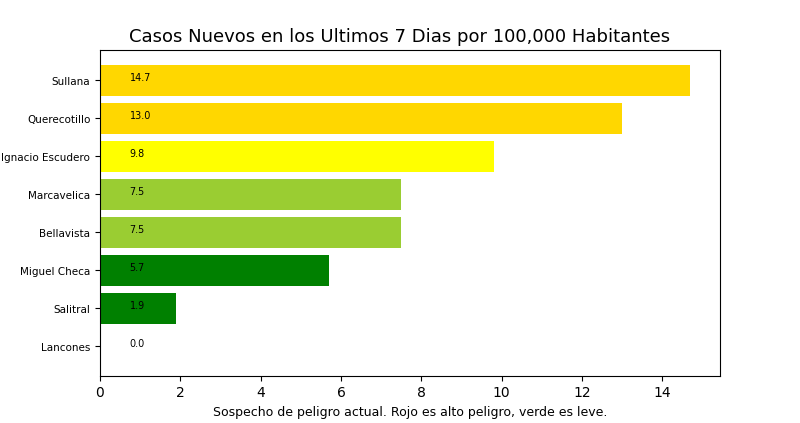 Casos Nuevos en los Ultimos 7 Dias por 100,000 Habitantes
Sullana 14.7
Querecotillo 13.0
Ignacio Escudero 9.8
Marcavelica 7.5
Bellavista 7.5
Miguel Checa 5.7
Salitral 1.9
Lancones 0.0
0 2 4 6 8 10 12 14
Sospecho de peligro actual. Rojo es alto peligro, verde es leve.